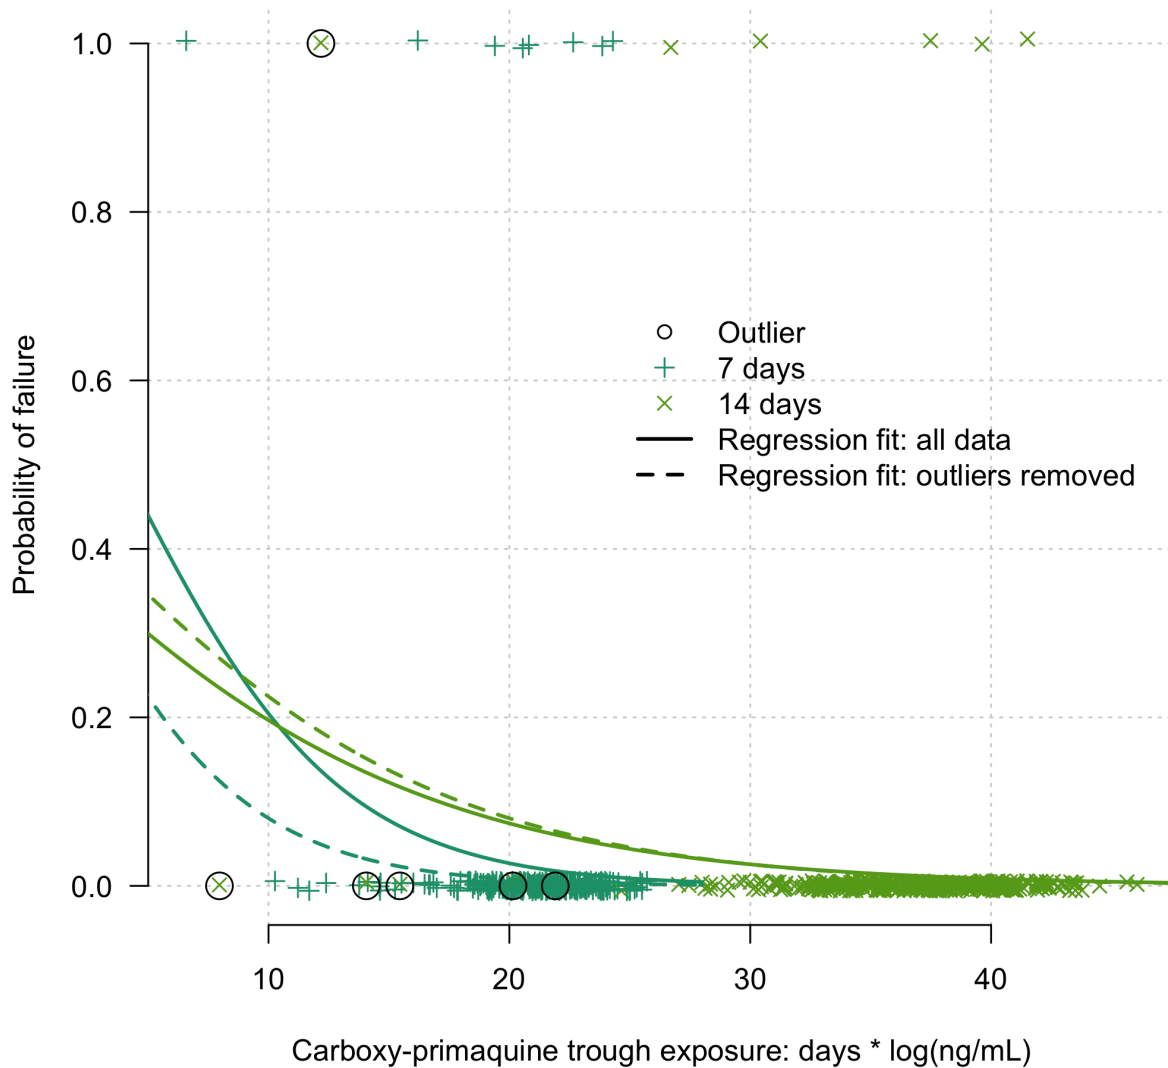 1.0
0.8
0.6
0.4
0.2
0.0
Probability of failure
Outlier
7 days
14 days
Regression fit: all data
Regression fit: outliers removed
10 20 30 40
Carboxy-primaquine trough exposure: days * log(ng/mL)